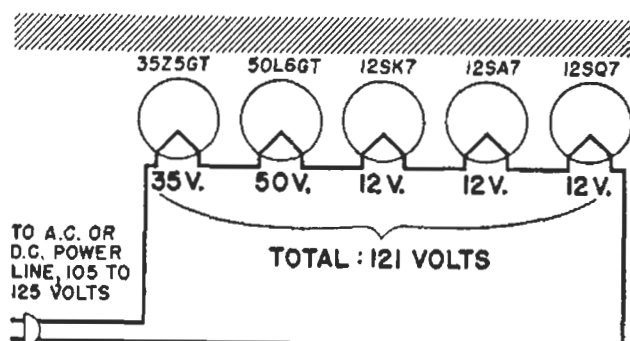 35Z5GT 50L6GT 12SK7 12SA7 12SQ7
35V. 50V. 12V. 12V. 12V.
TO A.C. OR
D.C. POWER
LINE, 105 TO
125 VOLTS
TOTAL : 121 VOLTS